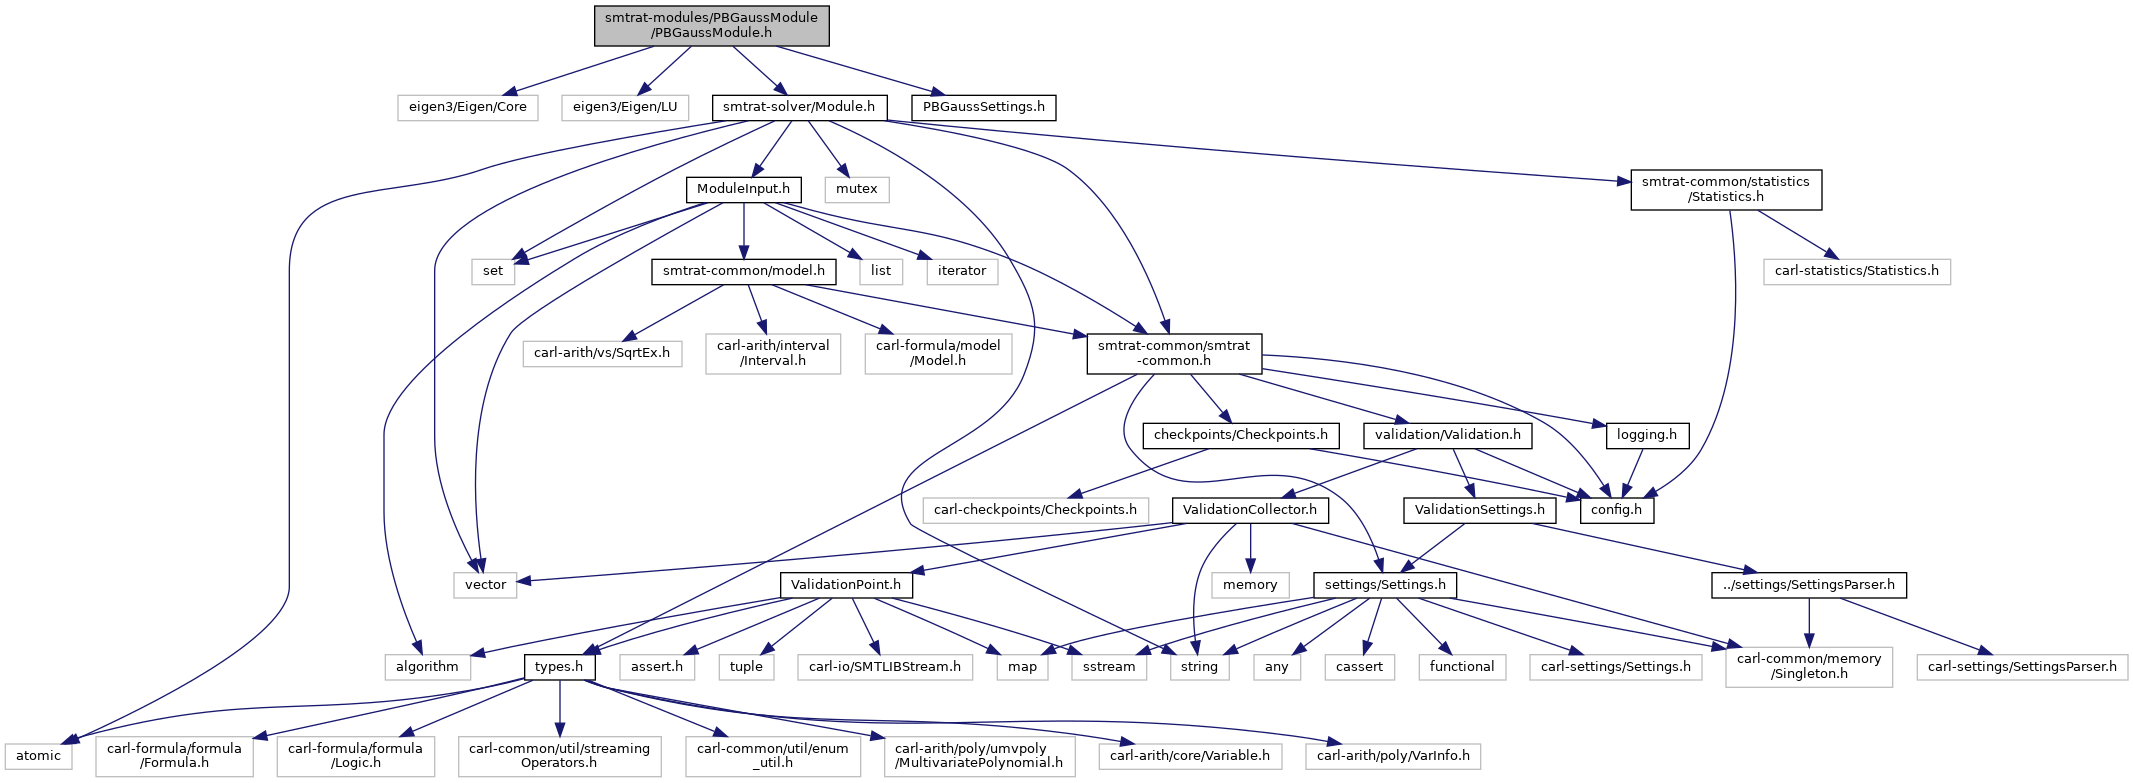 smtrat-modules/PBGaussModule
/PBGaussModule.h
eigen3/Eigen/Core
eigen3/Eigen/LU
smtrat-solver/Module.h
PBGaussSettings.h
ModuleInput.h
mutex
smtrat-common/statistics
/Statistics.h
set
smtrat-common/model.h
list
iterator
carl-statistics/Statistics.h
carl-arith/vs/SqrtEx.h
carl-arith/interval
/Interval.h
carl-formula/model
/Model.h
smtrat-common/smtrat
-common.h
checkpoints/Checkpoints.h
validation/Validation.h
logging.h
carl-checkpoints/Checkpoints.h
ValidationCollector.h
ValidationSettings.h
config.h
vector
ValidationPoint.h
memory
settings/Settings.h
../settings/SettingsParser.h
algorithm
types.h
assert.h
tuple
carl-io/SMTLIBStream.h
map
sstream
string
any
cassert
functional
carl-settings/Settings.h
carl-common/memory
/Singleton.h
carl-settings/SettingsParser.h
atomic
carl-formula/formula
/Formula.h
carl-formula/formula
/Logic.h
carl-common/util/streaming
Operators.h
carl-common/util/enum
_util.h
carl-arith/poly/umvpoly
/MultivariatePolynomial.h
carl-arith/core/Variable.h
carl-arith/poly/VarInfo.h